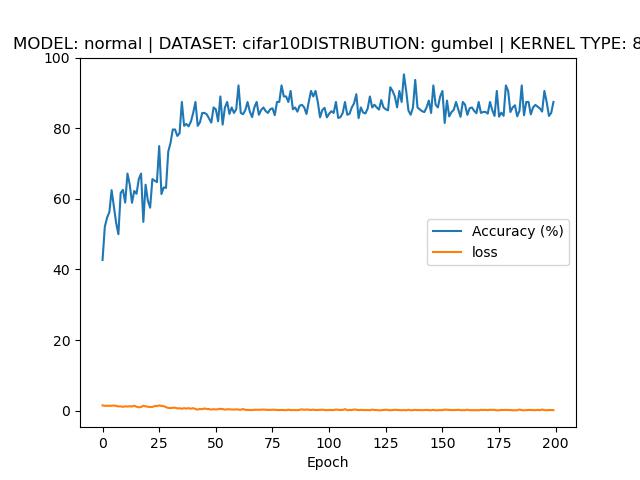 MODEL: normal | DATASET: cifar10DISTRIBUTION: gumbel | KERNEL TYPE: 8
100
80
60
40
20
0
Accuracy (%)
loss
0 25 50 75 100 125 150 175 200
Epoch